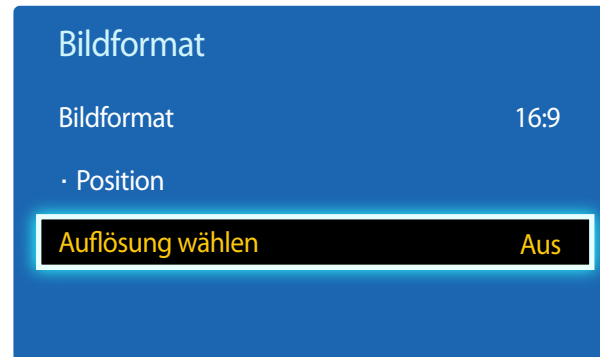 Bildformat
Bildformat 16:9
· Position
Auflösung wählen Aus